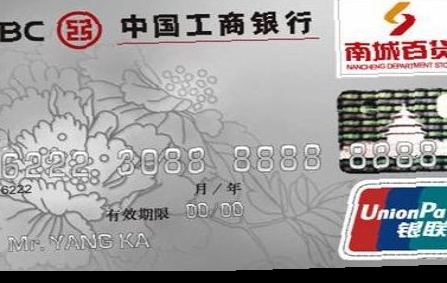 BC 中国工商银行
南城百货
NANCHENG DEPARTMENT STO
6222 3088 8888 8888
6222
月/年
有效期限 00/00
Mr. YANG KA
UnionPa
银联